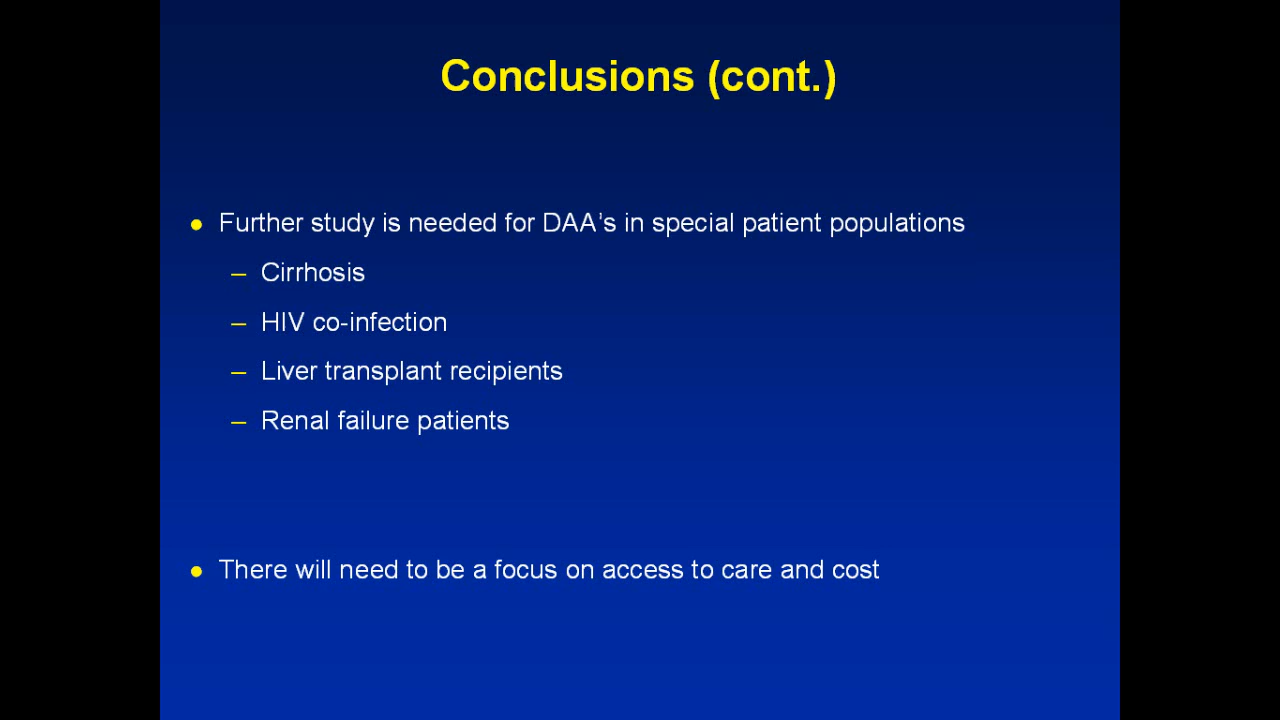 Conclusions (cont.)
● Further study is needed for DAA’s in special patient populations
– Cirrhosis
– HIV co-infection
– Liver transplant recipients
– Renal failure patients
● There will need to be a focus on access to care and cost